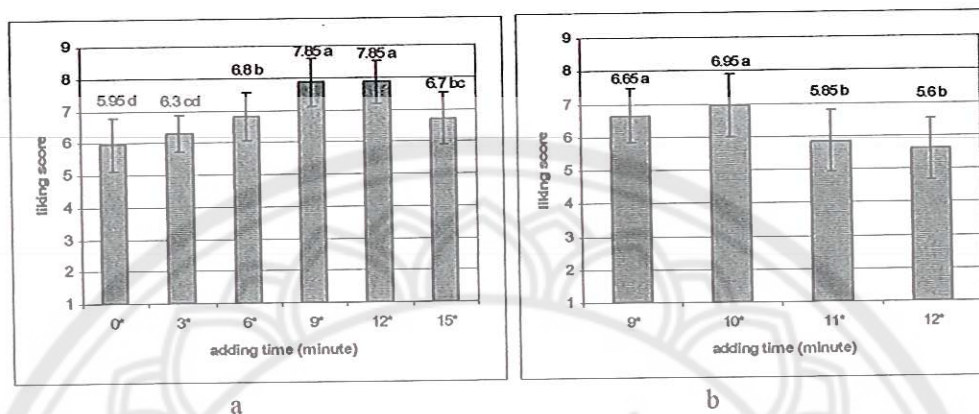 9
8
7
6
5
4
3
2
1
liking score
5.95 d
6.3 cd
6.8 b
7.85 a
7.85 a
6.7 bc
0*
3*
6*
9*
12*
15*
adding time (minute)
a
9
8
7
6
5
4
3
2
1
liking score
6.65 a
6.95 a
5.85 b
5.6 b
9*
10*
11*
12*
adding time (minute)
b